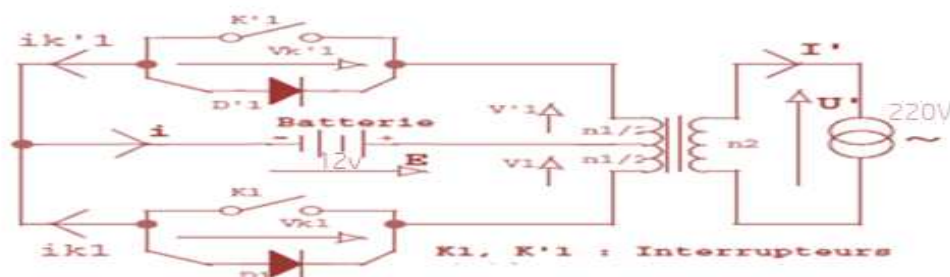 K'1
ik'1
Vk'1
I'
D'1
V'1
U'
220V
Batterie
i
- +
n1/2
n2
~
12v
E
V1
n1/2
K1
Vk1
ik1
K1, K'1 : Interrupteurs
D1